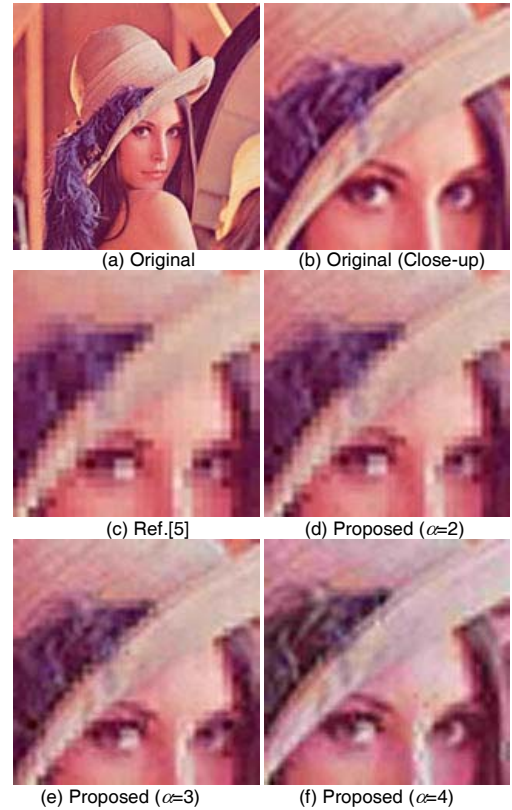 (a) Original
(b) Original (Close-up)
(c) Ref.[5]
(d) Proposed (α=2)
(e) Proposed (α=3)
(f) Proposed (α=4)